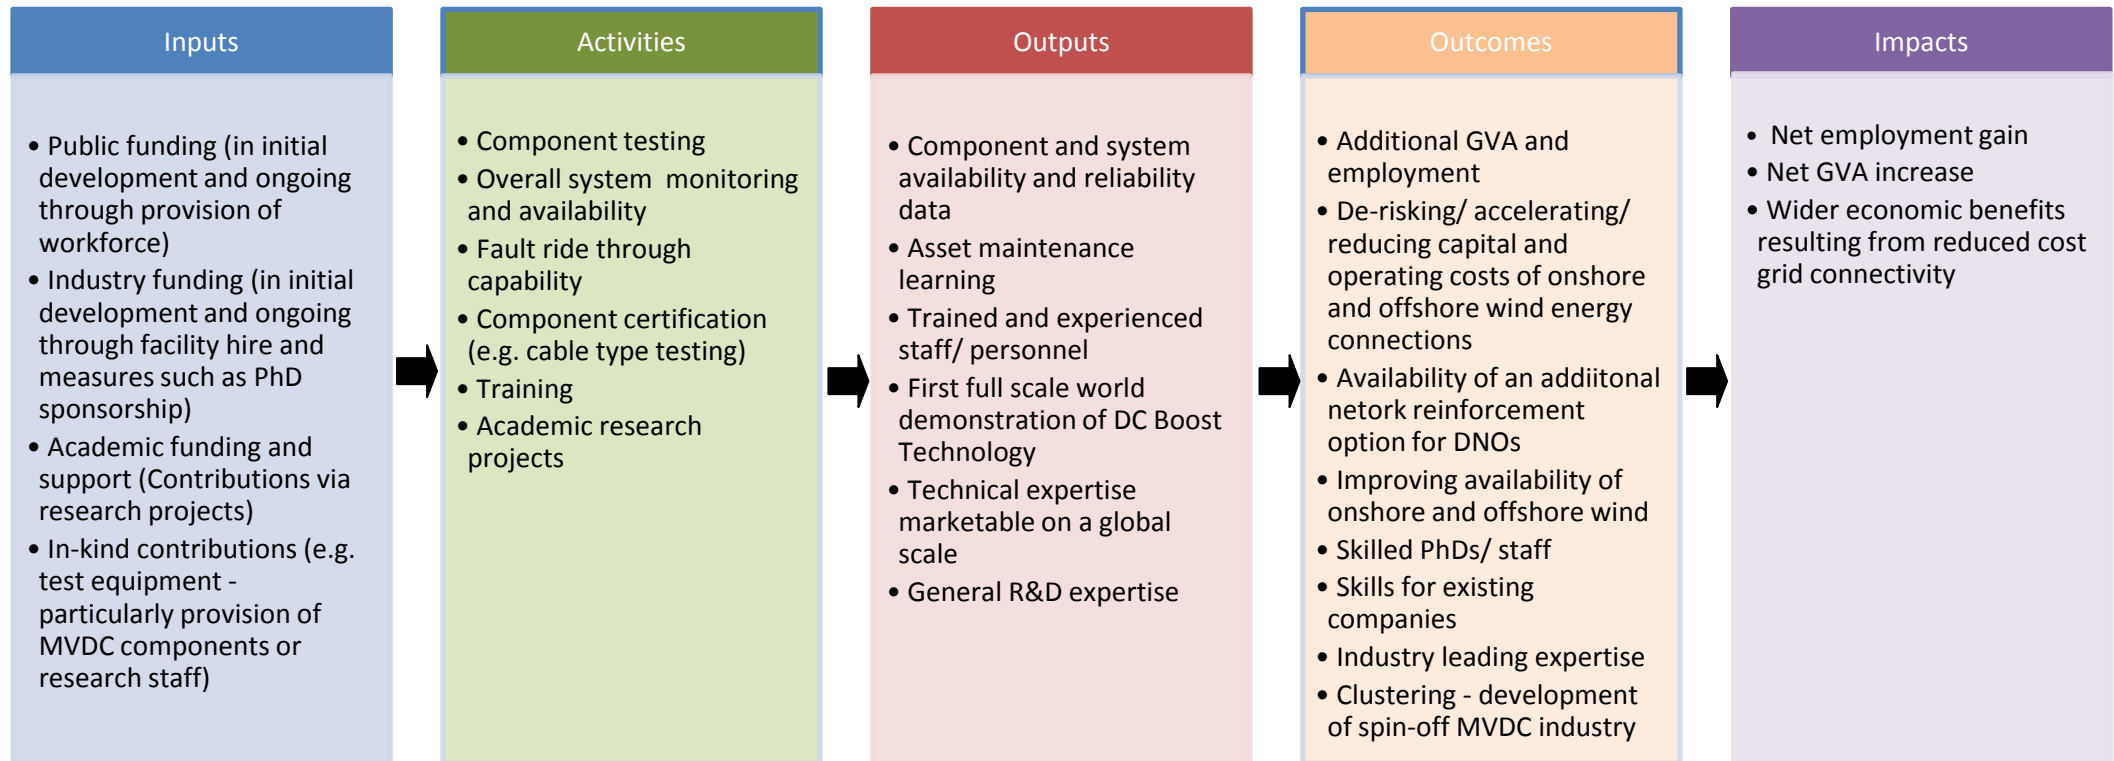 Inputs
• Public funding (in initial
development and ongoing
through provision of
workforce)
• Industry funding (in initial
development and ongoing
through facility hire and
measures such as PhD
sponsorship)
• Academic funding and
support (Contributions via
research projects)
• In-kind contributions (e.g.
test equipment -
particularly provision of
MVDC components or
research staff)
Activities
• Component testing
• Overall system monitoring
and availability
• Fault ride through
capability
• Component certification
(e.g. cable type testing)
• Training
• Academic research
projects
Outputs
• Component and system
availability and reliability
data
• Asset maintenance
learning
• Trained and experienced
staff/ personnel
• First full scale world
demonstration of DC Boost
Technology
• Technical expertise
marketable on a global
scale
• General R&D expertise
Outcomes
• Additional GVA and
employment
• De-risking/ accelerating/
reducing capital and
operating costs of onshore
and offshore wind energy
connections
• Availability of an addiitonal
netork reinforcement
option for DNOs
• Improving availability of
onshore and offshore wind
• Skilled PhDs/ staff
• Skills for existing
companies
• Industry leading expertise
• Clustering - development
of spin-off MVDC industry
Impacts
• Net employment gain
• Net GVA increase
• Wider economic benefits
resulting from reduced cost
grid connectivity